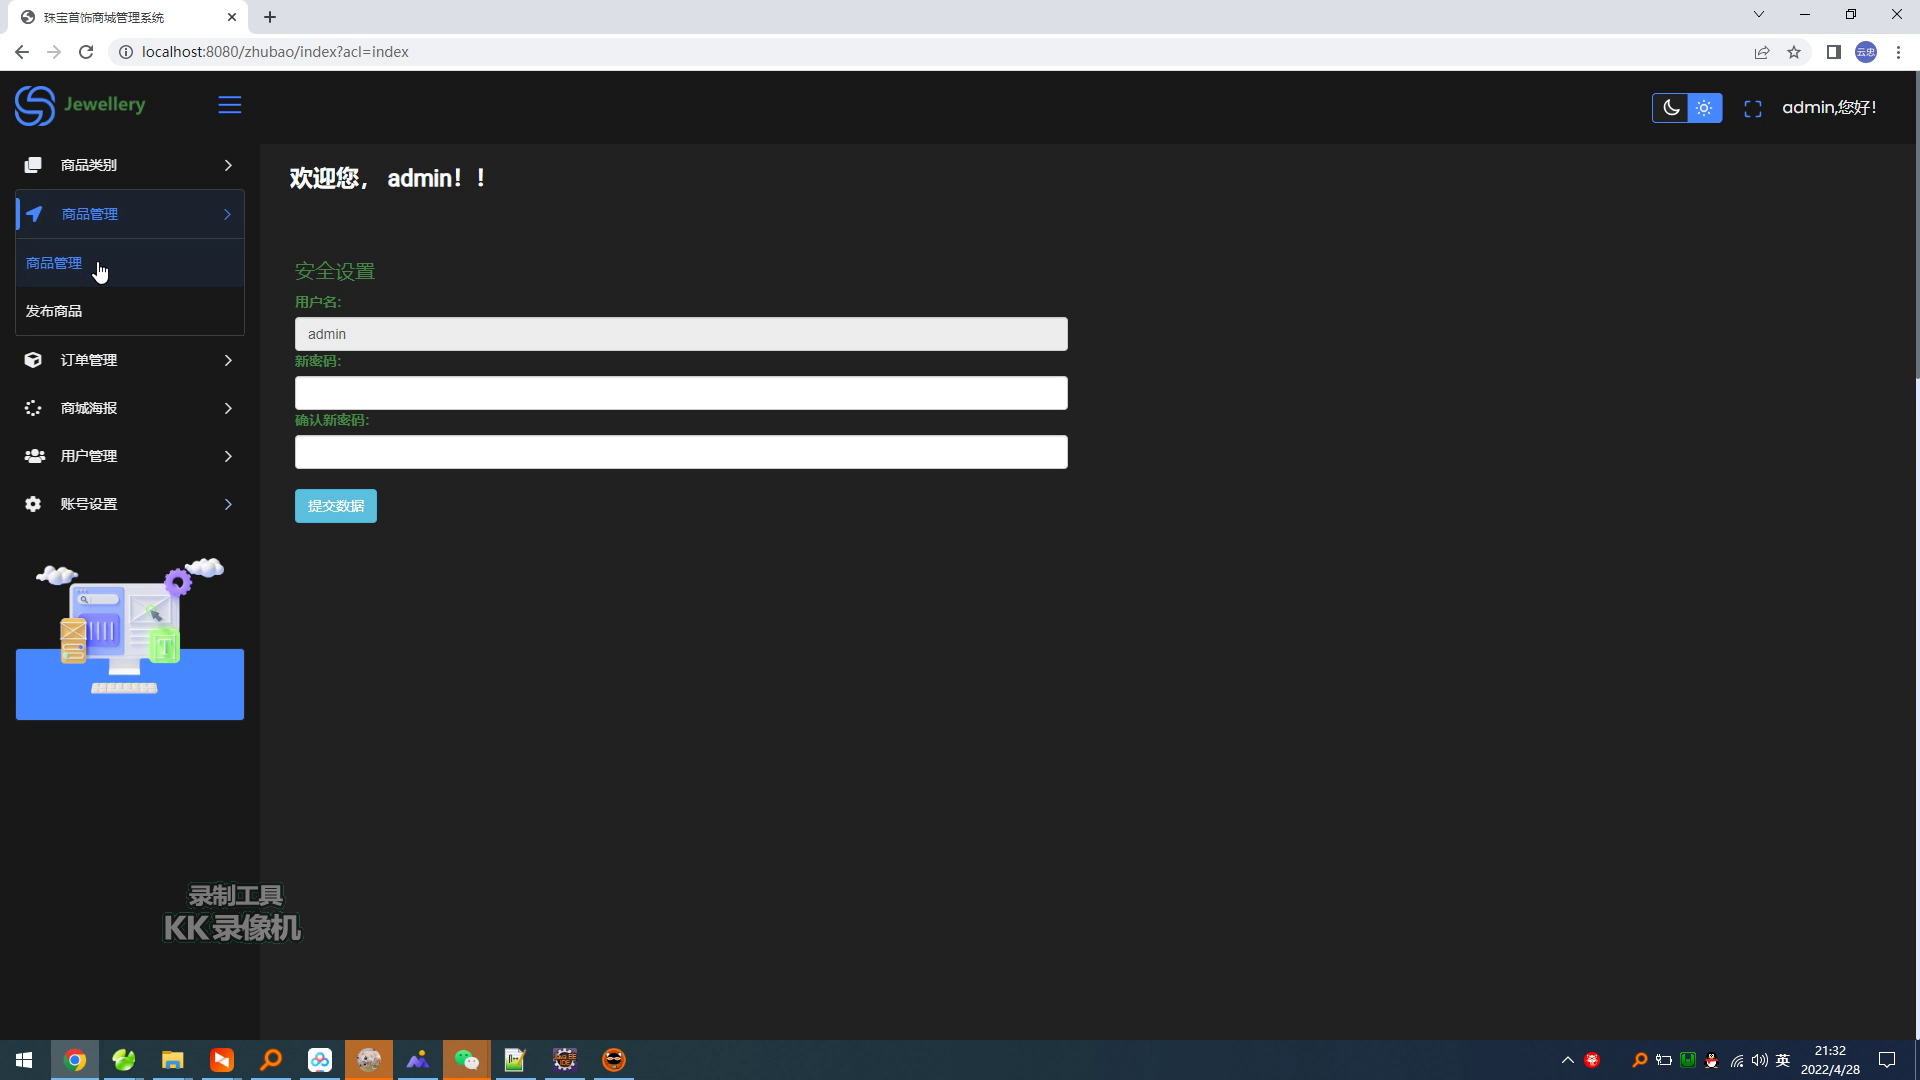 珠宝首饰商城管理系统
localhost:8080/zhubao/index?acl=index
云忠
Jewellery
admin,您好！
商品类别
商品管理
商品管理
发布商品
订单管理
商城海报
用户管理
账号设置
欢迎您， admin！！
安全设置
用户名:
admin
新密码:
确认新密码:
提交数据
录制工具
KK录像机
英
21:32
2022/4/28